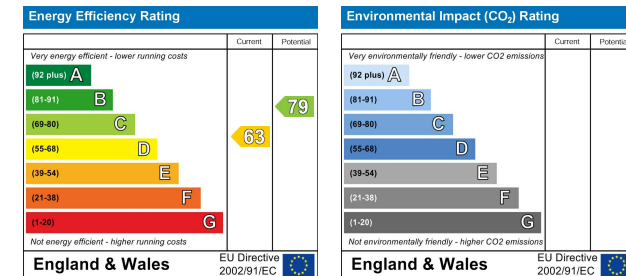 Energy Efficiency Rating
Current Potential
Very energy efficient - lower running costs
(92 plus) A
(81-91) B
(69-80) C
(55-68) D
(39-54) E
(21-38) F
(1-20) G
63
79
Not energy efficient - higher running costs
England & Wales
EU Directive
2002/91/EC
Environmental Impact (CO₂) Rating
Current Potential
Very environmentally friendly - lower CO2 emissions
(92 plus) A
(81-91) B
(69-80) C
(55-68) D
(39-54) E
(21-38) F
(1-20) G
Not environmentally friendly - higher CO2 emissions
England & Wales
EU Directive
2002/91/EC